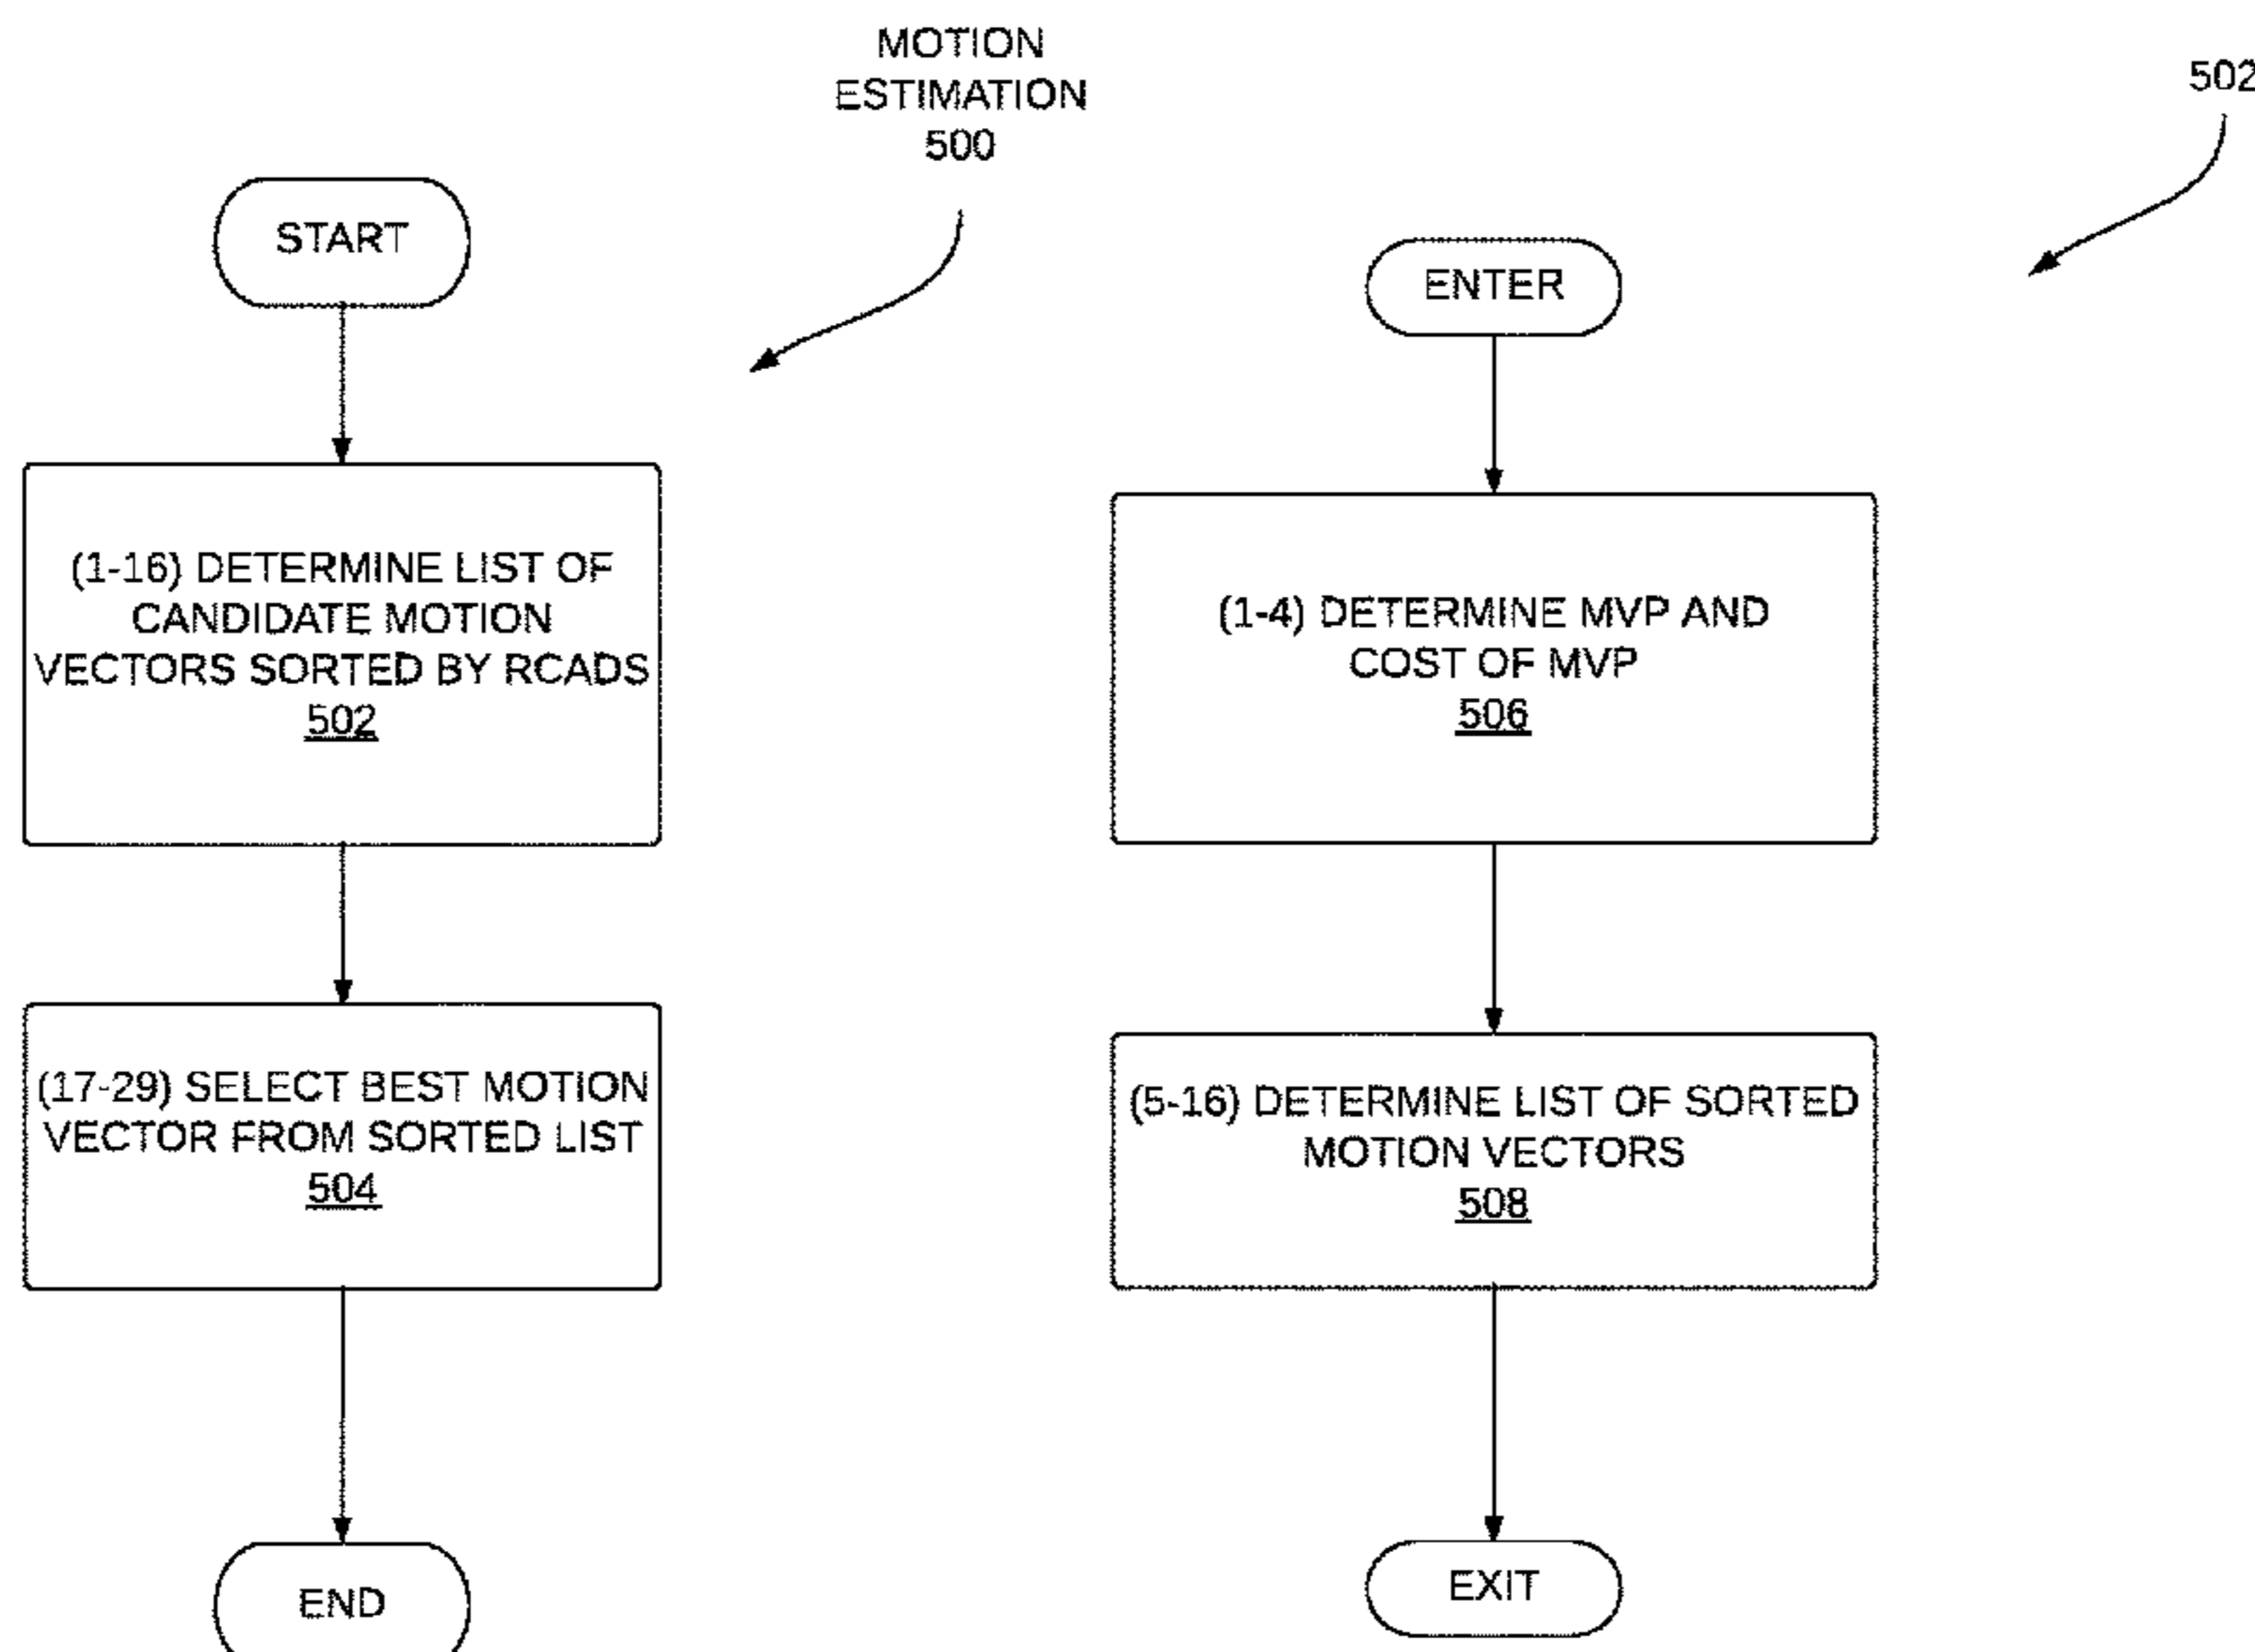 MOTION
ESTIMATION
500
START
(1-16) DETERMINE LIST OF
CANDIDATE MOTION
VECTORS SORTED BY RCADS
502
(17-29) SELECT BEST MOTION
VECTOR FROM SORTED LIST
504
END
502
ENTER
(1-4) DETERMINE MVP AND
COST OF MVP
506
(5-16) DETERMINE LIST OF SORTED
MOTION VECTORS
508
EXIT